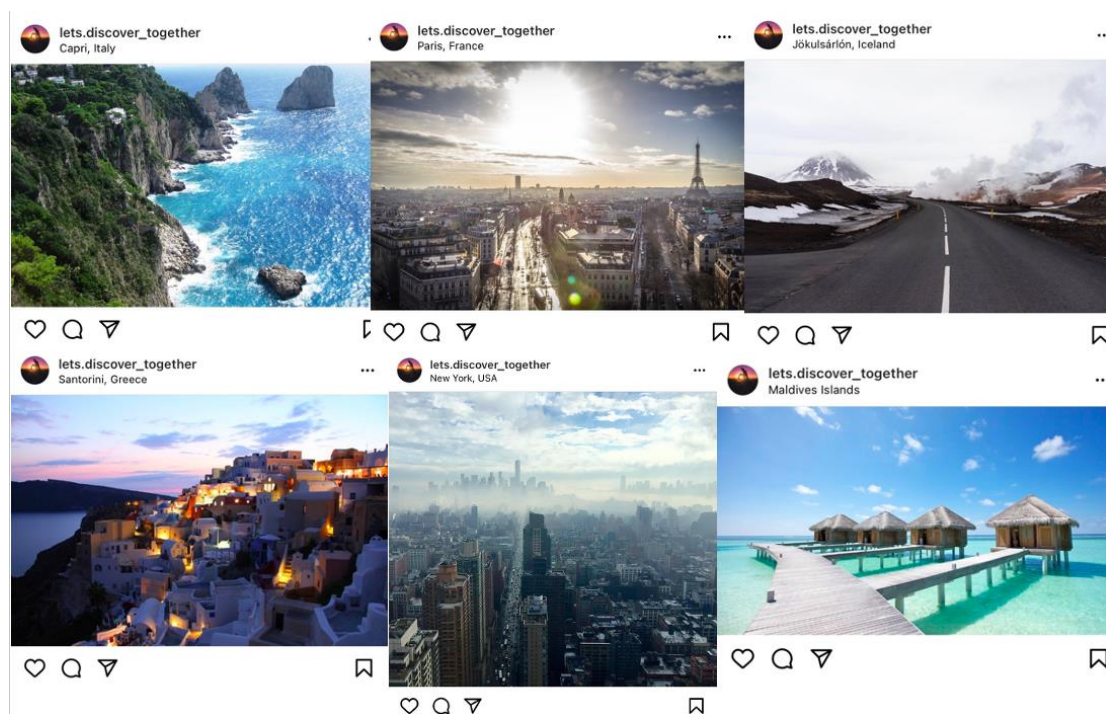 lets.discover_together
Capri, Italy
lets.discover_together
Paris, France
lets.discover_together
Jökulsárlón, Iceland
lets.discover_together
Santorini, Greece
lets.discover_together
New York, USA
lets.discover_together
Maldives Islands